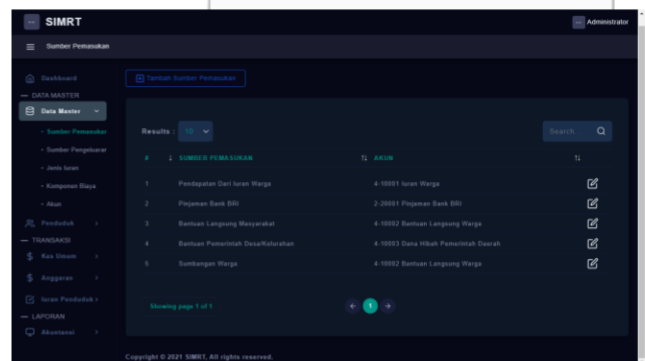 SIMRT
Administrator
Sumber Pemasukan
Dashboard
Tambah Sumber Pemasukan
DATA MASTER
Data Master
Sumber Pemasukan
Sumber Pengeluaran
Jenis Iuran
Komponen Biaya
Akun
Penduduk
TRANSAKSI
Kas Umum
Anggaran
Iuran Penduduk
LAPORAN
Akuntansi
Results : 10
Search
# SUMBER PEMASUKAN AKUN
1 Pendapatan Dari Iuran Warga 4-10001 Iuran Warga
2 Pinjaman Bank BRI 2-20001 Pinjaman Bank BRI
3 Bantuan Langsung Masyarakat 4-10002 Bantuan Langsung Warga
4 Bantuan Pemerintah Desa/Kelurahan 4-10003 Dana Hibah Pemerintah Daerah
5 Sumbangan Warga 4-10002 Bantuan Langsung Warga
Showing page 1 of 1
1
Copyright © 2021 SIMRT, All rights reserved.